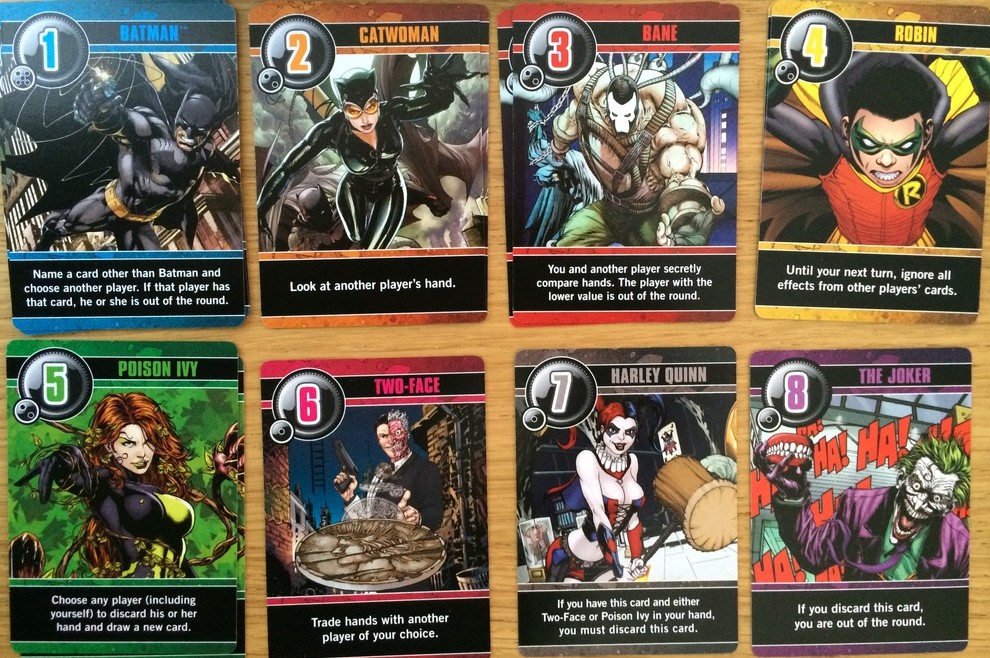 1
BATMAN™
Name a card other than Batman and
choose another player. If that player has
that card, he or she is out of the round.
2
CATWOMAN
Look at another player's hand.
3
BANE
You and another player secretly
compare hands. The player with the
lower value is out of the round.
4
ROBIN
R
Until your next turn, ignore all
effects from other players' cards.
5
POISON IVY
Choose any player (including
yourself) to discard his or her
hand and draw a new card.
6
TWO-FACE
Trade hands with another
player of your choice.
7
HARLEY QUINN
If you have this card and either
Two-Face or Poison Ivy in your hand,
you must discard this card.
8
THE JOKER
HA! HA!
If you discard this card,
you are out of the round.